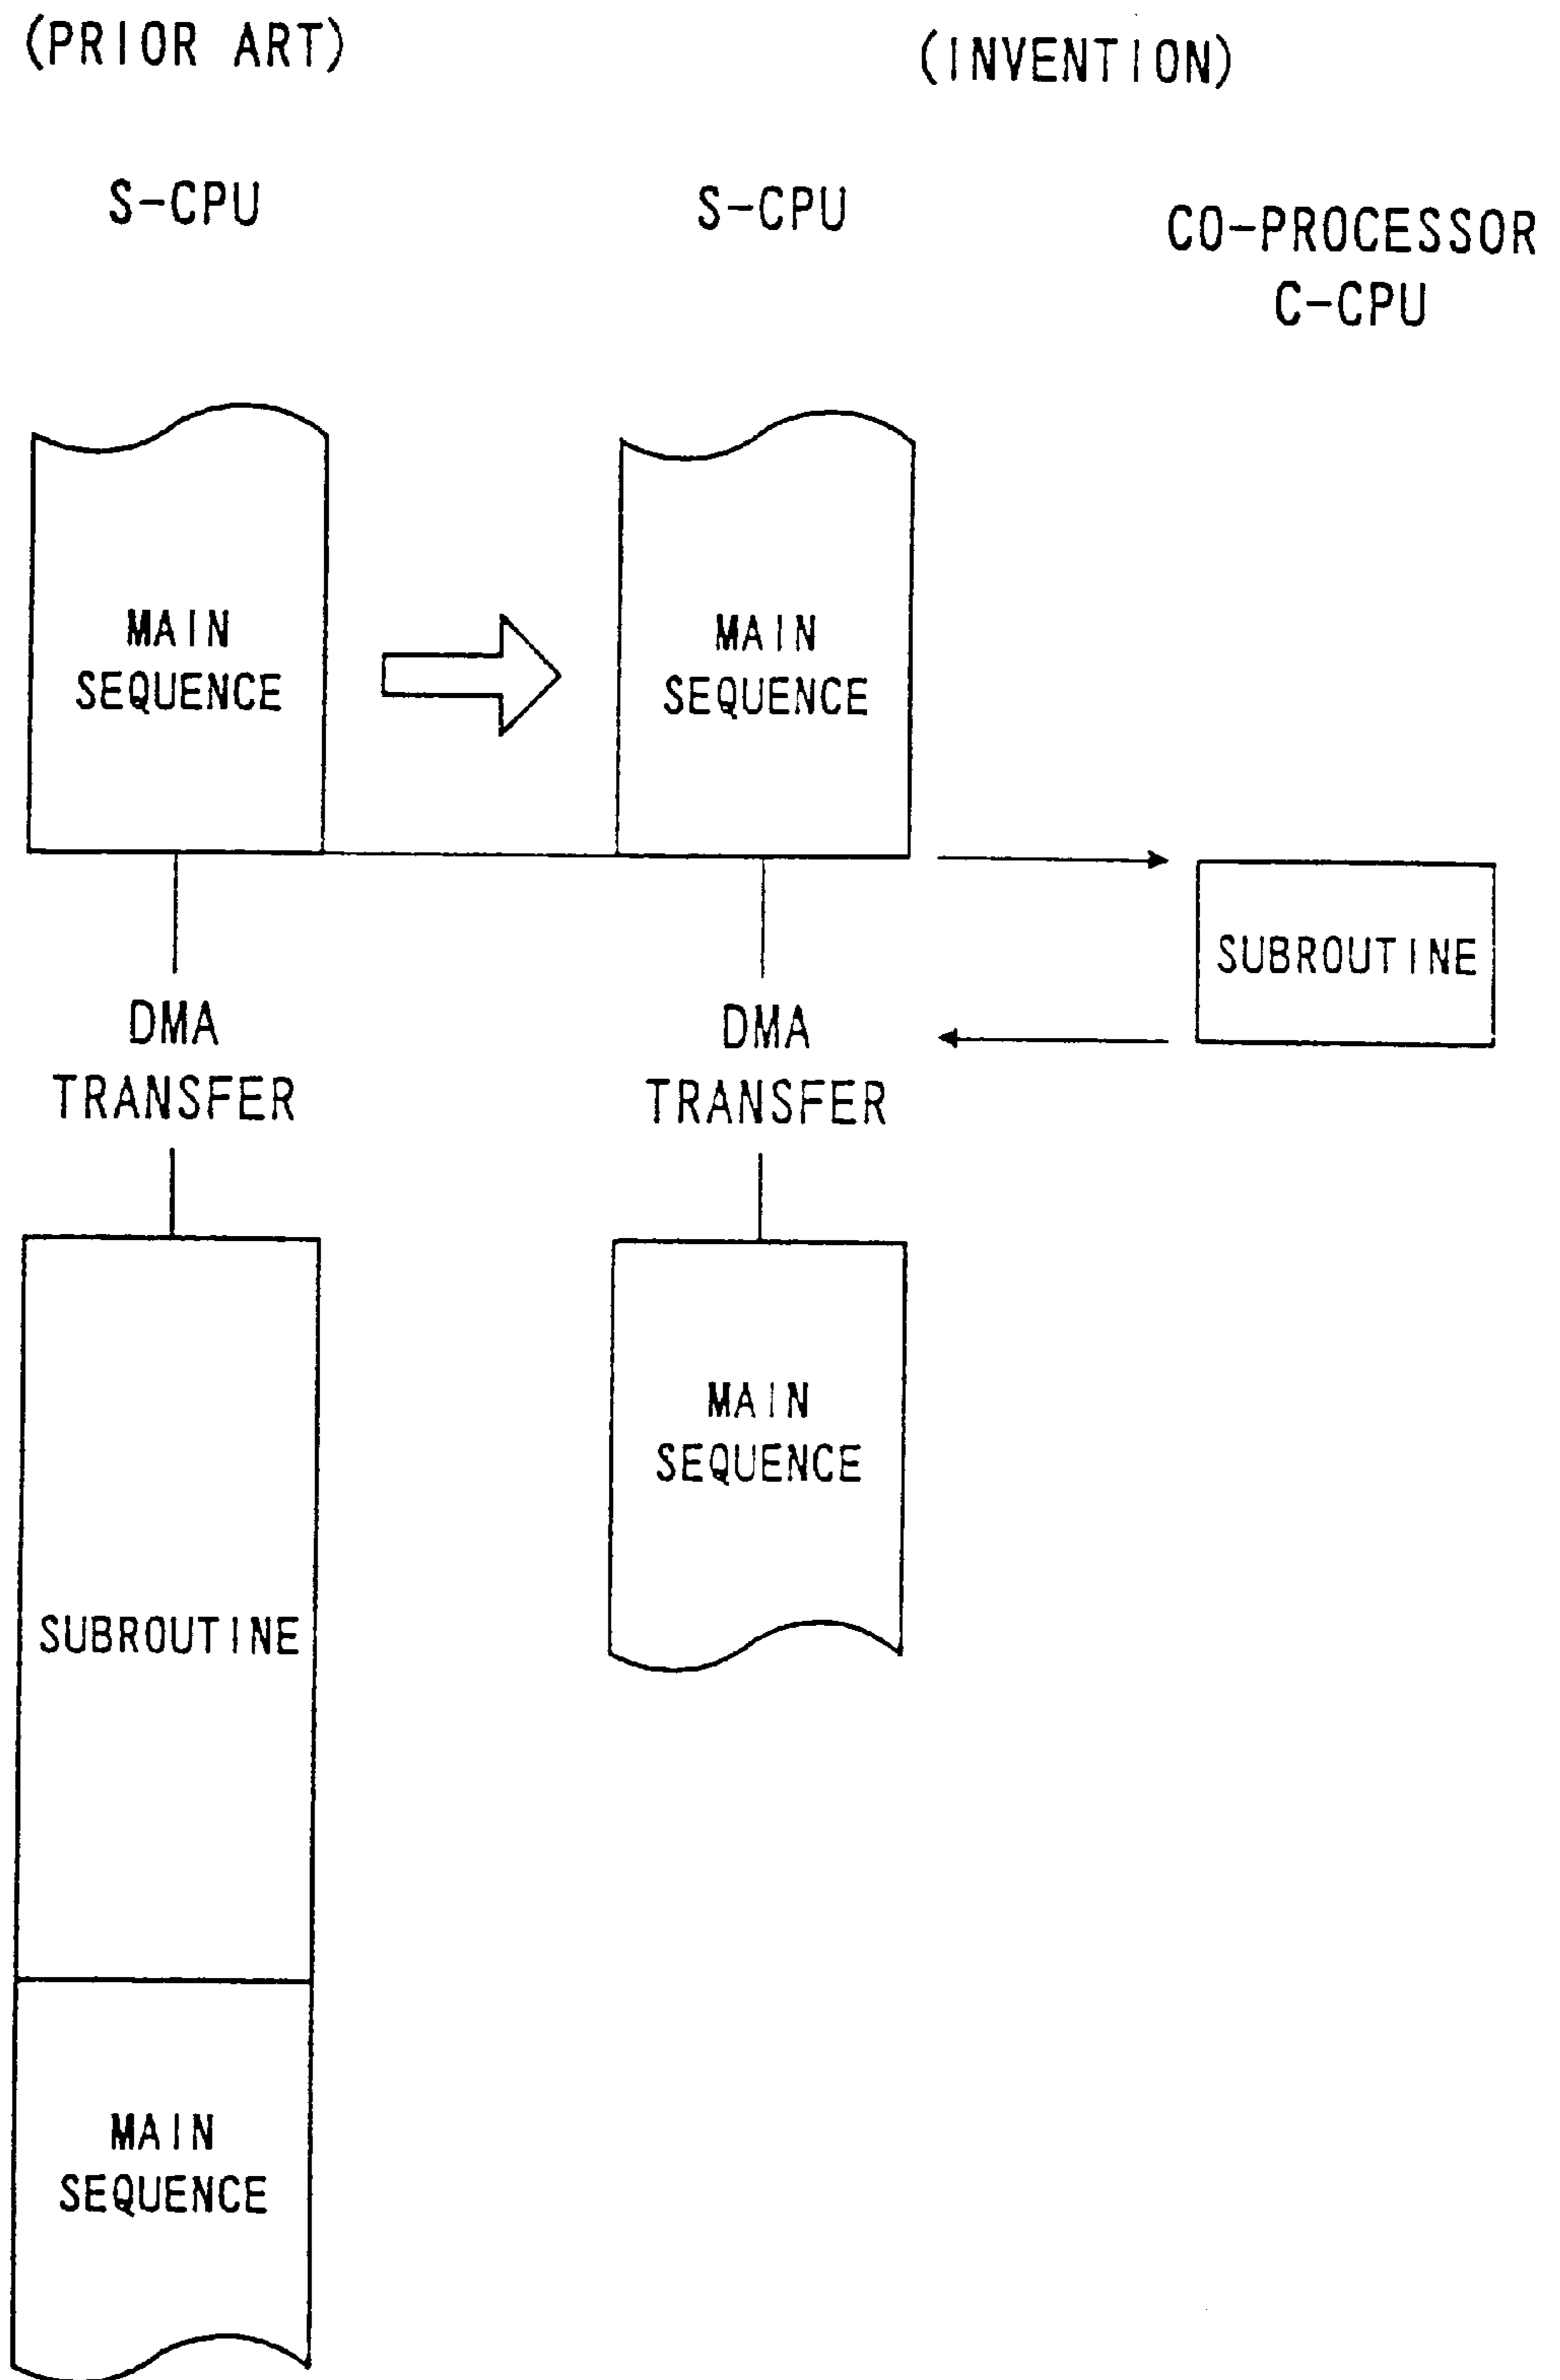 (PRIOR ART)
(INVENTION)
S-CPU
S-CPU
CO-PROCESSOR
C-CPU
MAIN
SEQUENCE
MAIN
SEQUENCE
SUBROUTINE
DMA
TRANSFER
DMA
TRANSFER
MAIN
SEQUENCE
SUBROUTINE
MAIN
SEQUENCE